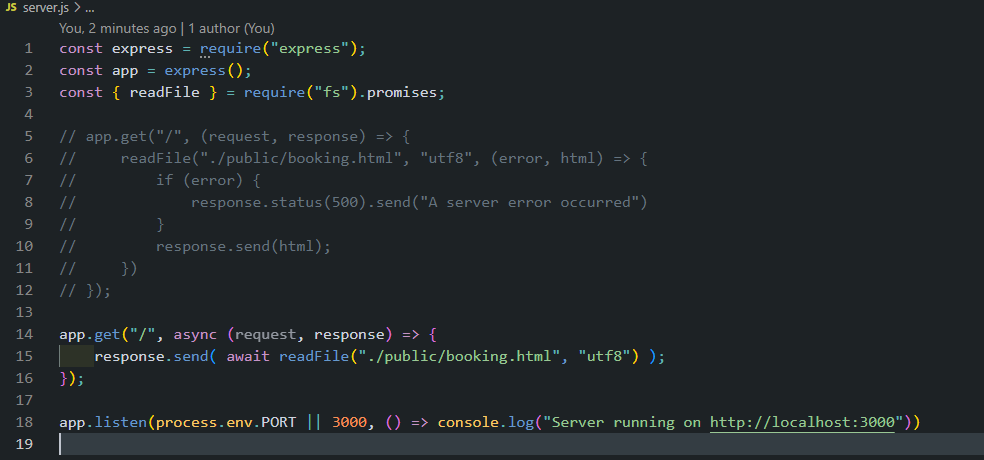 JS server.js > ...
You, 2 minutes ago | 1 author (You)
1 const express = require("express");
2 const app = express();
3 const { readFile } = require("fs").promises;
4
5 // app.get("/", (request, response) => {
6 //     readFile("./public/booking.html", "utf8", (error, html) => {
7 //         if (error) {
8 //             response.status(500).send("A server error occurred")
9 //         }
10 //         response.send(html);
11 //     })
12 // });
13
14 app.get("/", async (request, response) => {
15     response.send( await readFile("./public/booking.html", "utf8") );
16 });
17
18 app.listen(process.env.PORT || 3000, () => console.log("Server running on http://localhost:3000"))
19